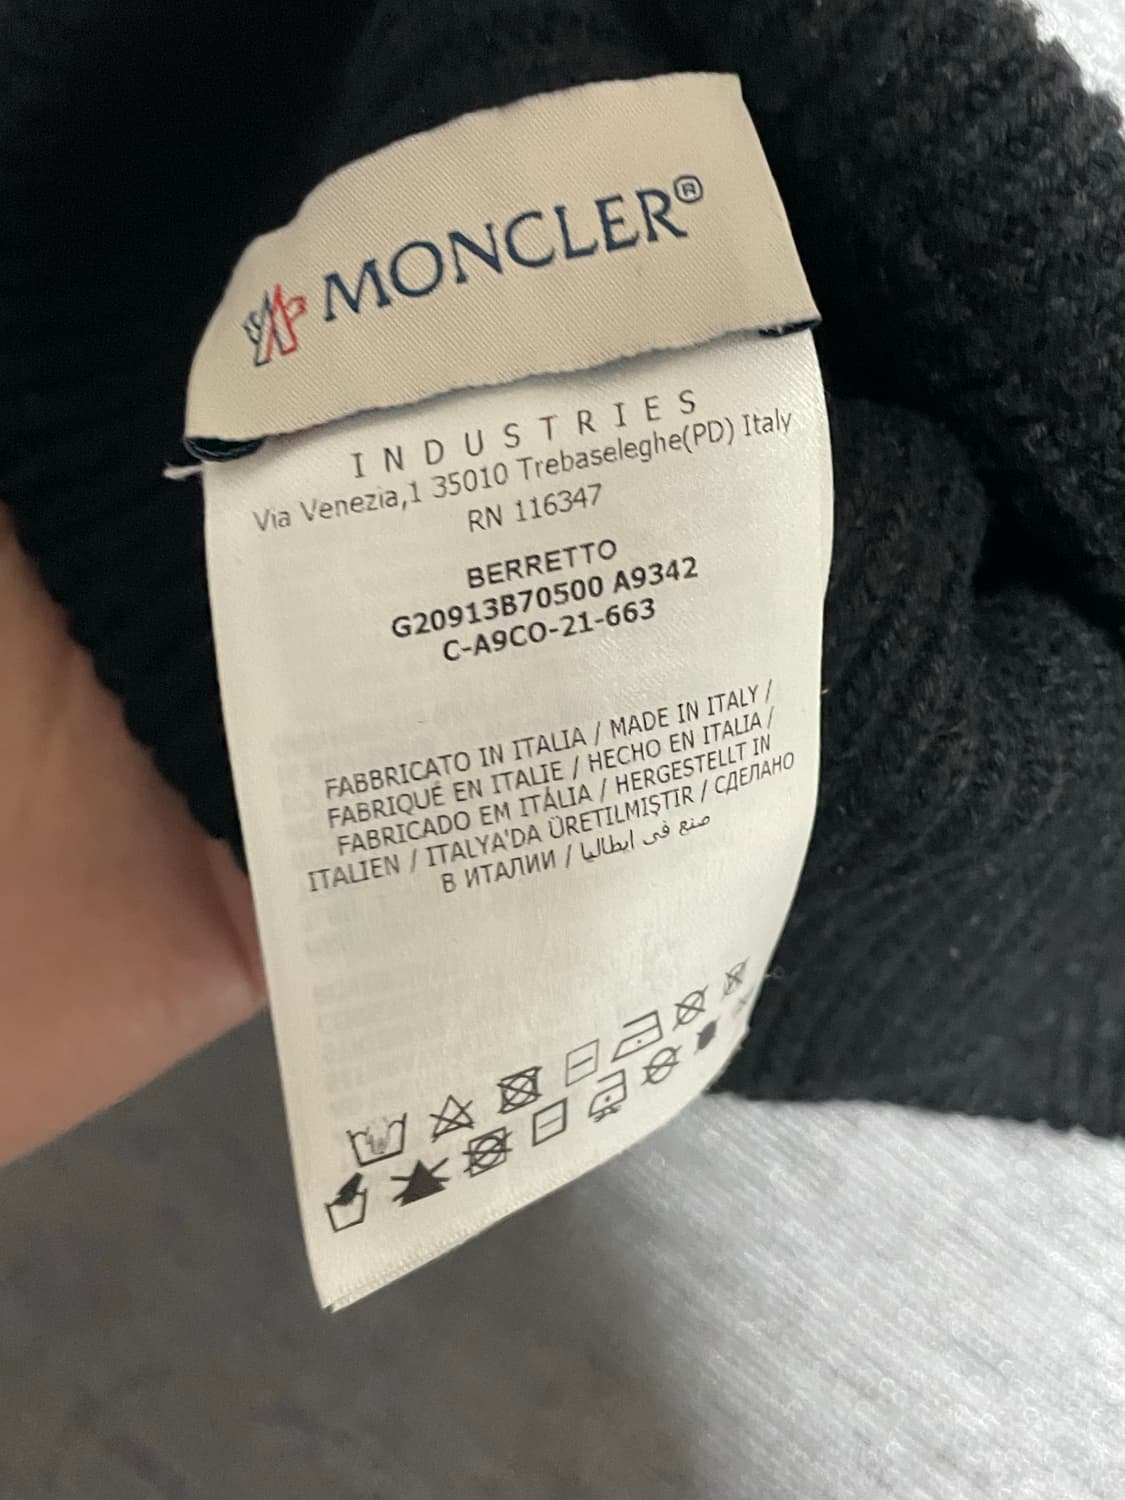 MONCLER®
INDUSTRIES
Via Venezia,1 35010 Trebaseleghe(PD) Italy
RN 116347
BERRETTO
G20913B70500 A9342
C-A9CO-21-663
FABBRICATO IN ITALIA / MADE IN ITALY /
FABRIQUÉ EN ITALIE / HECHO EN ITALIA /
FABRICADO EM ITÁLIA / HERGESTELLT IN
ITALIEN / ITALYA'DA ÜRETILMIŞTIR / СДЕЛАНО
В ИТАЛИИ / صنع في ايطاليا